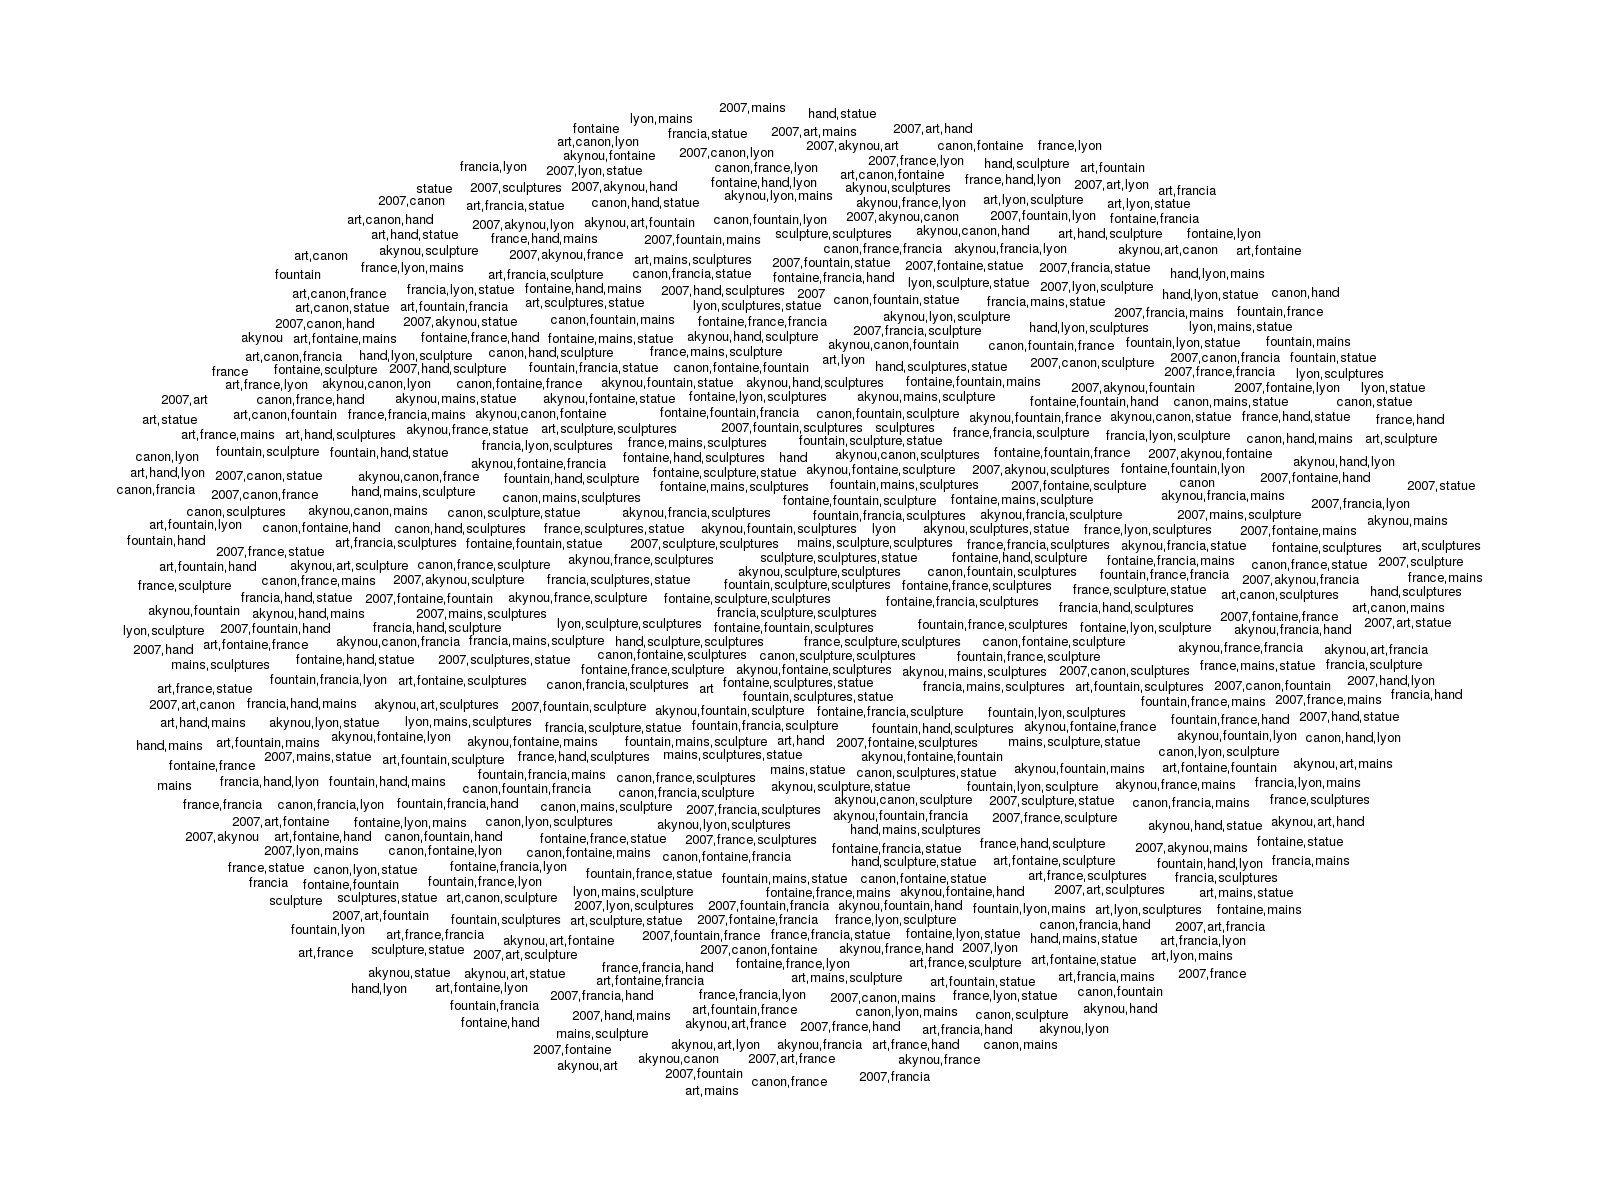 2007,mains
hand,statue
lyon,mains
fontaine francia,statue 2007,art,mains 2007,art,hand
art,canon,lyon 2007,akynou,art canon,fontaine france,lyon
akynou,fontaine 2007,canon,lyon 2007,france,lyon hand,sculpture
francia,lyon 2007,lyon,statue canon,france,lyon art,canon,fontaine art,fountain
statue 2007,sculptures 2007,akynou,hand fontaine,hand,lyon akynou,sculptures france,hand,lyon 2007,art,lyon art,francia
2007,canon art,francia,statue canon,hand,statue akynou,lyon,mains akynou,france,lyon art,lyon,sculpture art,lyon,statue
art,canon,hand 2007,akynou,lyon akynou,art,fountain canon,fountain,lyon 2007,akynou,canon 2007,fountain,lyon fontaine,francia
art,hand,statue france,hand,mains 2007,fountain,mains sculpture,sculptures akynou,canon,hand art,hand,sculpture fontaine,lyon
art,canon akynou,sculpture 2007,akynou,france art,mains,sculptures canon,france,francia akynou,francia,lyon akynou,art,canon art,fontaine
fountain france,lyon,mains art,francia,sculpture canon,francia,statue 2007,fountain,statue 2007,fontaine,statue 2007,francia,statue hand,lyon,mains
fontaine,francia,hand lyon,sculpture,statue 2007,lyon,sculpture
art,canon,france francia,lyon,statue fontaine,hand,mains 2007,hand,sculptures 2007 canon,fountain,statue francia,mains,statue hand,lyon,statue canon,hand
art,canon,statue art,fountain,francia art,sculptures,statue lyon,sculptures,statue 2007,francia,mains fountain,france
2007,canon,hand 2007,akynou,statue canon,fountain,mains fontaine,france,francia akynou,lyon,sculpture 2007,francia,sculpture hand,lyon,sculptures lyon,mains,statue
akynou art,fontaine,mains fontaine,france,hand fontaine,mains,statue akynou,hand,sculpture akynou,canon,fountain canon,fountain,france fountain,lyon,statue fountain,mains
art,canon,francia hand,lyon,sculpture canon,hand,sculpture france,mains,sculpture art,lyon hand,sculptures,statue 2007,canon,sculpture 2007,canon,francia fountain,statue
france fontaine,sculpture 2007,hand,sculpture fountain,francia,statue canon,fontaine,fountain 2007,france,francia lyon,sculptures
art,france,lyon akynou,canon,lyon canon,fontaine,france akynou,fountain,statue akynou,hand,sculptures fontaine,fountain,mains 2007,akynou,fountain 2007,fontaine,lyon lyon,statue
2007,art canon,france,hand akynou,mains,statue akynou,fontaine,statue fontaine,lyon,sculptures akynou,mains,sculpture fontaine,fountain,hand canon,mains,statue canon,statue
art,statue art,canon,fountain france,francia,mains akynou,canon,fontaine fontaine,fountain,francia canon,fountain,sculpture akynou,fountain,france akynou,canon,statue france,hand,statue france,hand
art,france,mains art,hand,sculptures akynou,france,statue art,sculpture,sculptures 2007,fountain,sculptures sculptures france,francia,sculpture francia,lyon,sculpture canon,hand,mains art,sculpture
canon,lyon fountain,sculpture fountain,hand,statue francia,lyon,sculptures france,mains,sculptures fountain,sculpture,statue akynou,canon,sculptures fontaine,fountain,france 2007,akynou,fontaine
akynou,fontaine,francia fontaine,hand,sculptures hand akynou,hand,lyon
art,hand,lyon 2007,canon,statue akynou,canon,france fountain,hand,sculpture fontaine,sculpture,statue akynou,fontaine,sculpture 2007,akynou,sculptures fontaine,fountain,lyon 2007,fontaine,hand
canon,francia 2007,canon,france hand,mains,sculpture canon,mains,sculptures fontaine,mains,sculptures fountain,mains,sculptures 2007,fontaine,sculpture canon 2007,statue
fontaine,fountain,sculpture fontaine,mains,sculpture akynou,francia,mains 2007,francia,lyon
canon,sculptures akynou,canon,mains canon,sculpture,statue akynou,francia,sculptures fountain,francia,sculptures akynou,francia,sculpture 2007,mains,sculpture akynou,mains
art,fountain,lyon canon,fontaine,hand canon,hand,sculptures france,sculptures,statue akynou,fountain,sculptures lyon akynou,sculptures,statue france,lyon,sculptures 2007,fontaine,mains
fountain,hand 2007,france,statue art,francia,sculptures fontaine,fountain,statue 2007,sculpture,sculptures mains,sculpture,sculptures france,francia,sculptures akynou,francia,statue fontaine,sculptures art,sculptures
art,fountain,hand akynou,art,sculpture canon,france,sculpture akynou,france,sculptures sculpture,sculptures,statue fontaine,hand,sculpture fontaine,francia,mains canon,france,statue 2007,sculpture
france,sculpture canon,france,mains 2007,akynou,sculpture francia,sculptures,statue akynou,sculpture,sculptures canon,fountain,sculptures fountain,france,francia 2007,akynou,francia france,mains
francia,hand,statue 2007,fontaine,fountain akynou,france,sculpture fontaine,sculpture,sculptures fountain,sculpture,sculptures fontaine,france,sculptures france,sculpture,statue art,canon,sculptures hand,sculptures
akynou,fountain akynou,hand,mains 2007,mains,sculptures francia,sculpture,sculptures fontaine,francia,sculptures francia,hand,sculptures 2007,fontaine,france art,canon,mains
lyon,sculpture 2007,fountain,hand francia,hand,sculpture lyon,sculpture,sculptures fontaine,fountain,sculptures fountain,france,sculptures fontaine,lyon,sculpture akynou,francia,hand 2007,art,statue
2007,hand art,fontaine,france akynou,canon,francia francia,mains,sculpture hand,sculpture,sculptures france,sculpture,sculptures canon,fontaine,sculpture akynou,france,francia akynou,art,francia
mains,sculptures fontaine,hand,statue 2007,sculptures,statue canon,fontaine,sculptures canon,sculpture,sculptures fountain,france,sculpture france,mains,statue francia,sculpture
fountain,francia,lyon art,fontaine,sculptures fontaine,france,sculpture akynou,fontaine,sculptures akynou,mains,sculptures 2007,canon,sculptures 2007,hand,lyon
art,france,statue canon,francia,sculptures art fontaine,sculptures,statue francia,mains,sculptures art,fountain,sculptures 2007,canon,fountain francia,hand
2007,art,canon francia,hand,mains akynou,art,sculptures 2007,fountain,sculpture akynou,fountain,sculpture fountain,sculptures,statue fontaine,francia,sculpture fountain,lyon,sculptures fountain,france,mains 2007,france,mains
art,hand,mains akynou,lyon,statue lyon,mains,sculptures francia,sculpture,statue fountain,francia,sculpture fountain,hand,sculptures akynou,fontaine,france fountain,france,hand 2007,hand,statue
hand,mains art,fountain,mains akynou,fontaine,lyon akynou,fontaine,mains fountain,mains,sculpture art,hand 2007,fontaine,sculptures mains,sculpture,statue akynou,fountain,lyon canon,hand,lyon
fontaine,france 2007,mains,statue art,fountain,sculpture france,hand,sculptures mains,sculptures,statue akynou,fontaine,fountain canon,lyon,sculpture
mains francia,hand,lyon fountain,hand,mains fountain,francia,mains canon,france,sculptures mains,statue canon,sculptures,statue akynou,fountain,mains art,fontaine,fountain akynou,art,mains
canon,fountain,francia canon,francia,sculpture akynou,sculpture,statue fountain,lyon,sculpture akynou,france,mains francia,lyon,mains
france,francia canon,francia,lyon fountain,francia,hand canon,mains,sculpture 2007,francia,sculptures akynou,canon,sculpture 2007,sculpture,statue canon,francia,mains france,sculptures
2007,art,fontaine fontaine,lyon,mains canon,lyon,sculptures akynou,lyon,sculptures akynou,fountain,francia 2007,france,sculpture akynou,hand,statue akynou,art,hand
2007,akynou art,fontaine,hand canon,fountain,hand fontaine,france,statue 2007,france,sculptures hand,mains,sculptures france,hand,sculpture fontaine,statue
2007,lyon,mains canon,fontaine,lyon canon,fontaine,mains canon,fontaine,francia fontaine,francia,statue 2007,akynou,mains
france,statue canon,lyon,statue fontaine,francia,lyon fountain,france,statue hand,sculpture,statue art,fontaine,sculpture fountain,hand,lyon francia,mains
francia fontaine,fountain fountain,france,lyon fountain,mains,statue canon,fontaine,statue art,france,sculptures francia,sculptures
sculpture sculptures,statue art,canon,sculpture lyon,mains,sculpture fontaine,france,mains akynou,fontaine,hand 2007,art,sculptures art,mains,statue
2007,art,fountain 2007,lyon,sculptures 2007,fountain,francia akynou,fountain,hand fountain,lyon,mains art,lyon,sculptures fontaine,mains
fountain,lyon fountain,sculptures art,sculpture,statue 2007,fontaine,francia france,lyon,sculpture canon,francia,hand 2007,art,francia
art,france,francia akynou,art,fontaine 2007,fountain,france france,francia,statue fontaine,lyon,statue hand,mains,statue art,francia,lyon
art,france sculpture,statue 2007,art,sculpture 2007,canon,fontaine akynou,france,hand 2007,lyon art,lyon,mains
akynou,statue akynou,art,statue france,francia,hand fontaine,france,lyon art,france,sculpture art,fontaine,statue 2007,france
hand,lyon art,fontaine,lyon art,fontaine,francia art,mains,sculpture art,fountain,statue art,francia,mains
fountain,francia 2007,francia,hand france,francia,lyon 2007,canon,mains france,lyon,statue canon,fountain
fontaine,hand 2007,hand,mains art,fountain,france canon,lyon,mains canon,sculpture akynou,hand
mains,sculpture akynou,art,france 2007,france,hand art,francia,hand akynou,lyon
2007,fontaine akynou,art,lyon akynou,francia art,france,hand canon,mains
akynou,art akynou,canon 2007,art,france akynou,france
2007,fountain canon,france 2007,francia
art,mains